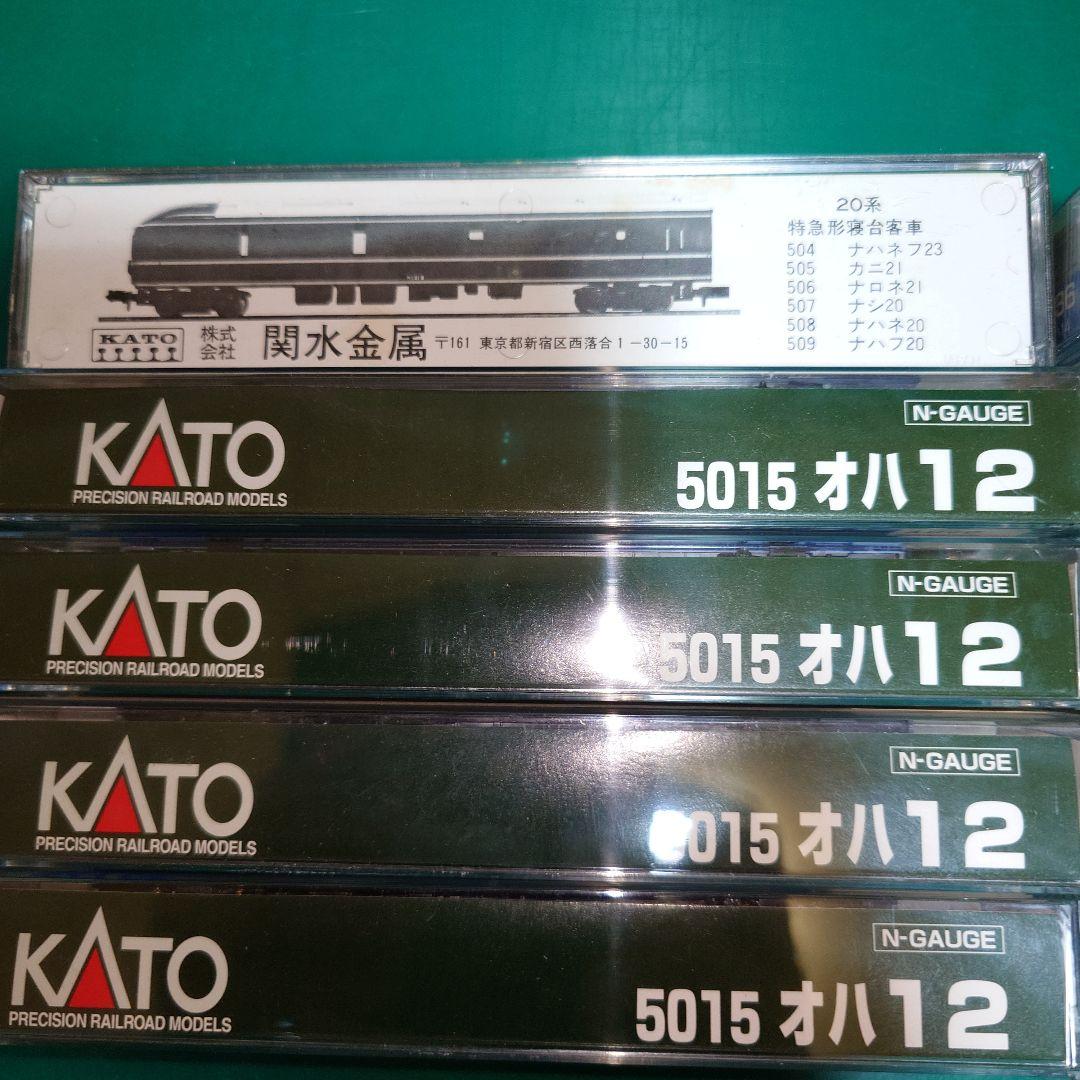 20系
特急形寝台客車
504 ナハネフ23
505 カニ21
506 ナロネ21
507 ナシ20
508 ナハネ20
509 ナハフ20
KATO 株式会社 関水金属 〒161 東京都新宿区西落合1-30-15
KATO
PRECISION RAILROAD MODELS
N-GAUGE
5015 オハ12
KATO
PRECISION RAILROAD MODELS
N-GAUGE
5015 オハ12
KATO
PRECISION RAILROAD MODELS
N-GAUGE
5015 オハ12
KATO
PRECISION RAILROAD MODELS
N-GAUGE
5015 オハ12